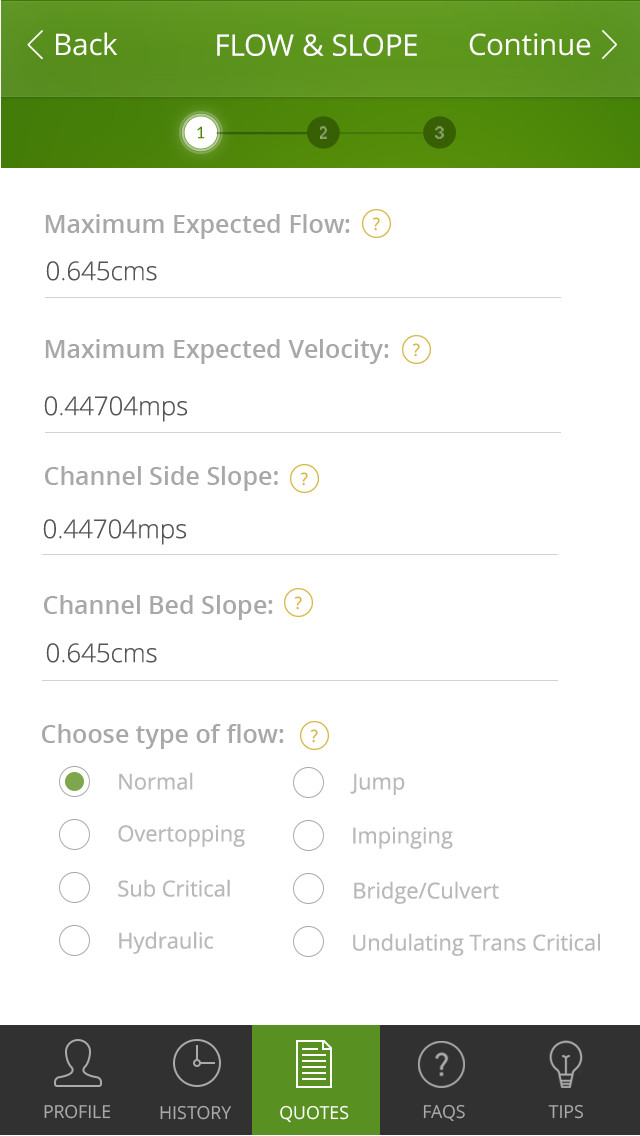 Back FLOW & SLOPE Continue
1 2 3
Maximum Expected Flow: ?
0.645cms
Maximum Expected Velocity: ?
0.44704mps
Channel Side Slope: ?
0.44704mps
Channel Bed Slope: ?
0.645cms
Choose type of flow: ?
Normal Jump
Overtopping Impinging
Sub Critical Bridge/Culvert
Hydraulic Undulating Trans Critical
?
PROFILE HISTORY QUOTES FAQS TIPS